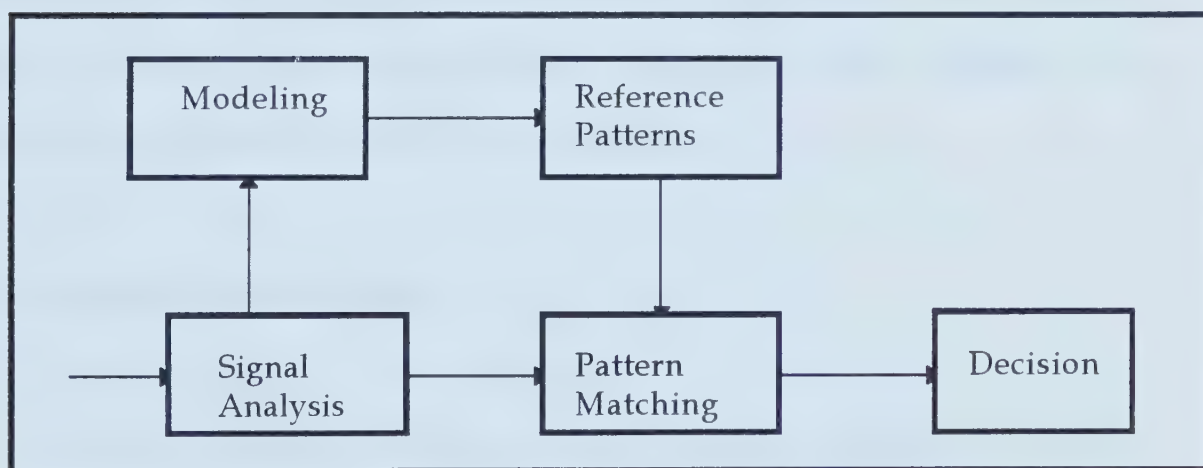 Modeling
Reference
Patterns
Signal
Analysis
Pattern
Matching
Decision